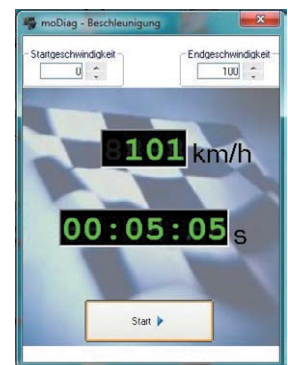 moDiag - Beschleunigung
Startgeschwindigkeit
Endgeschwindigkeit
0
100
101 km/h
00:05:05 s
Start